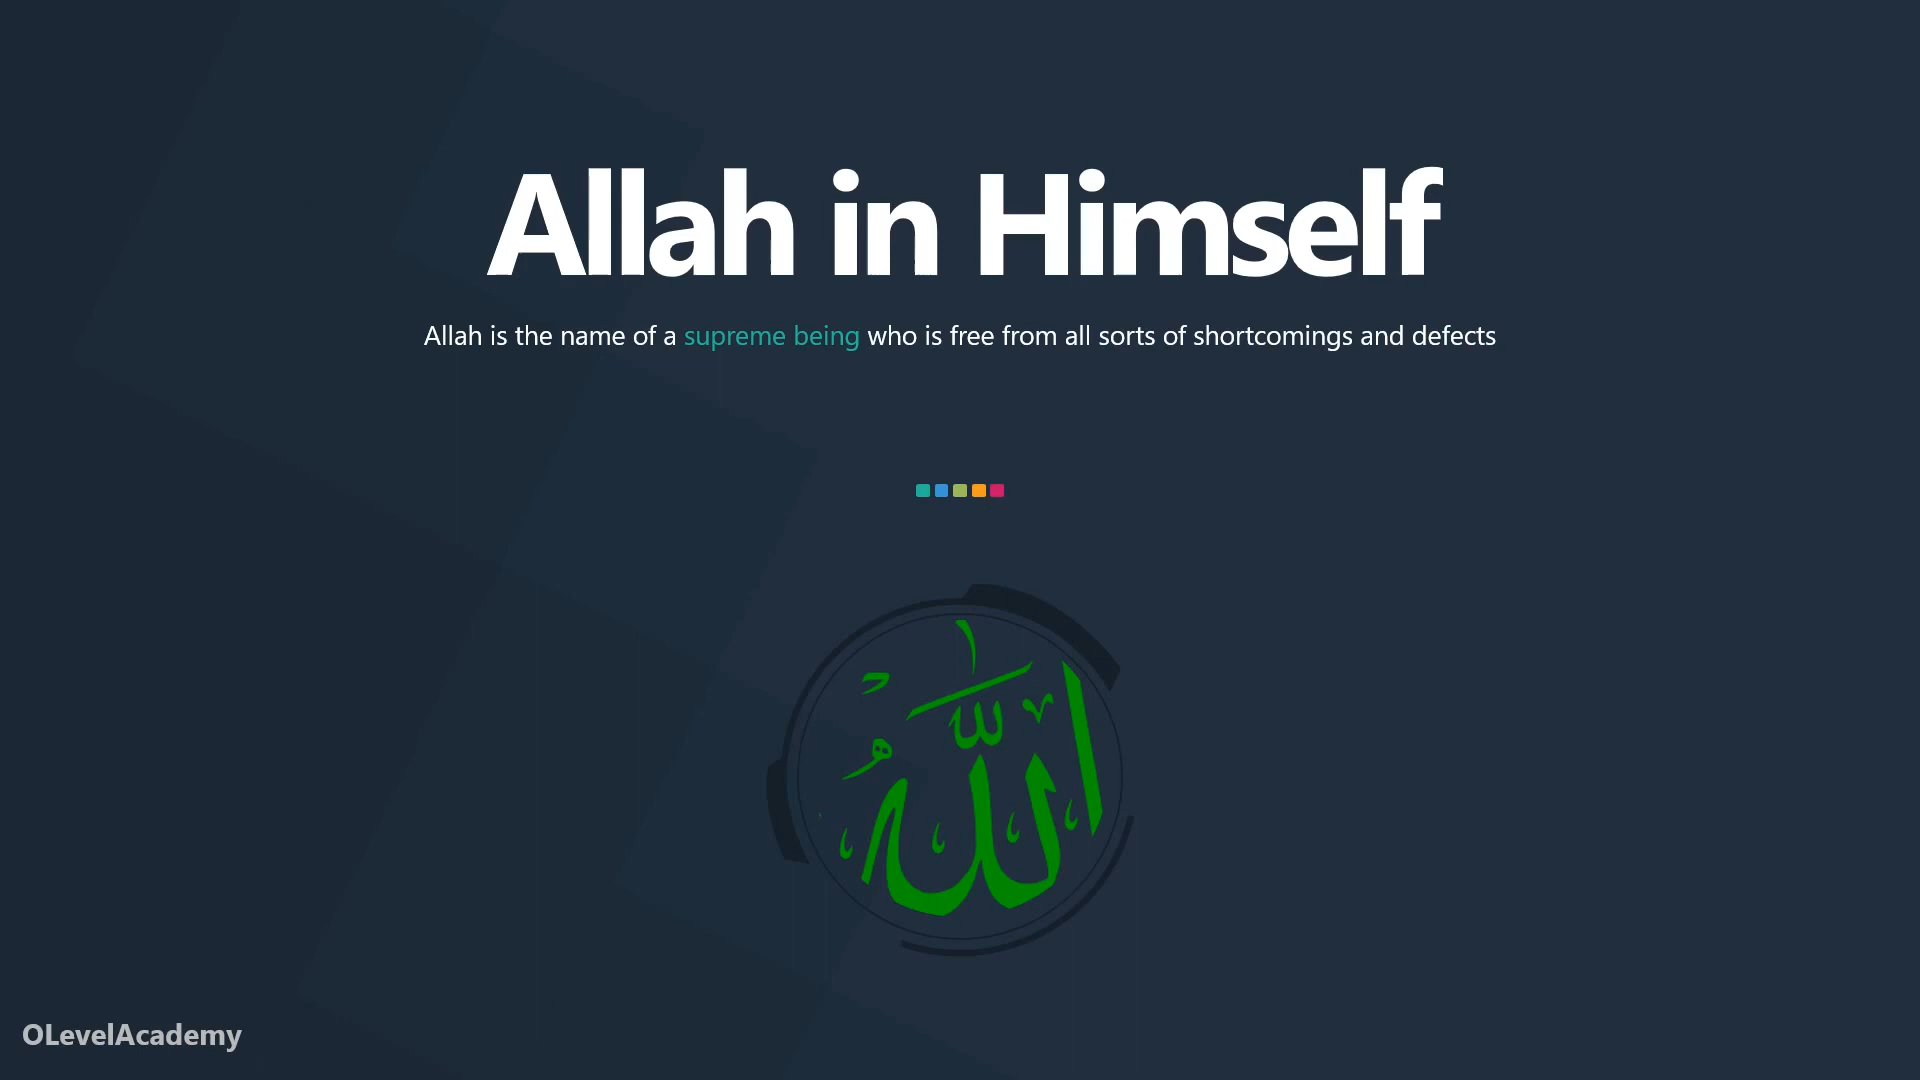 Allah in Himself
Allah is the name of a supreme being who is free from all sorts of shortcomings and defects
اللّٰهُ
OLevelAcademy